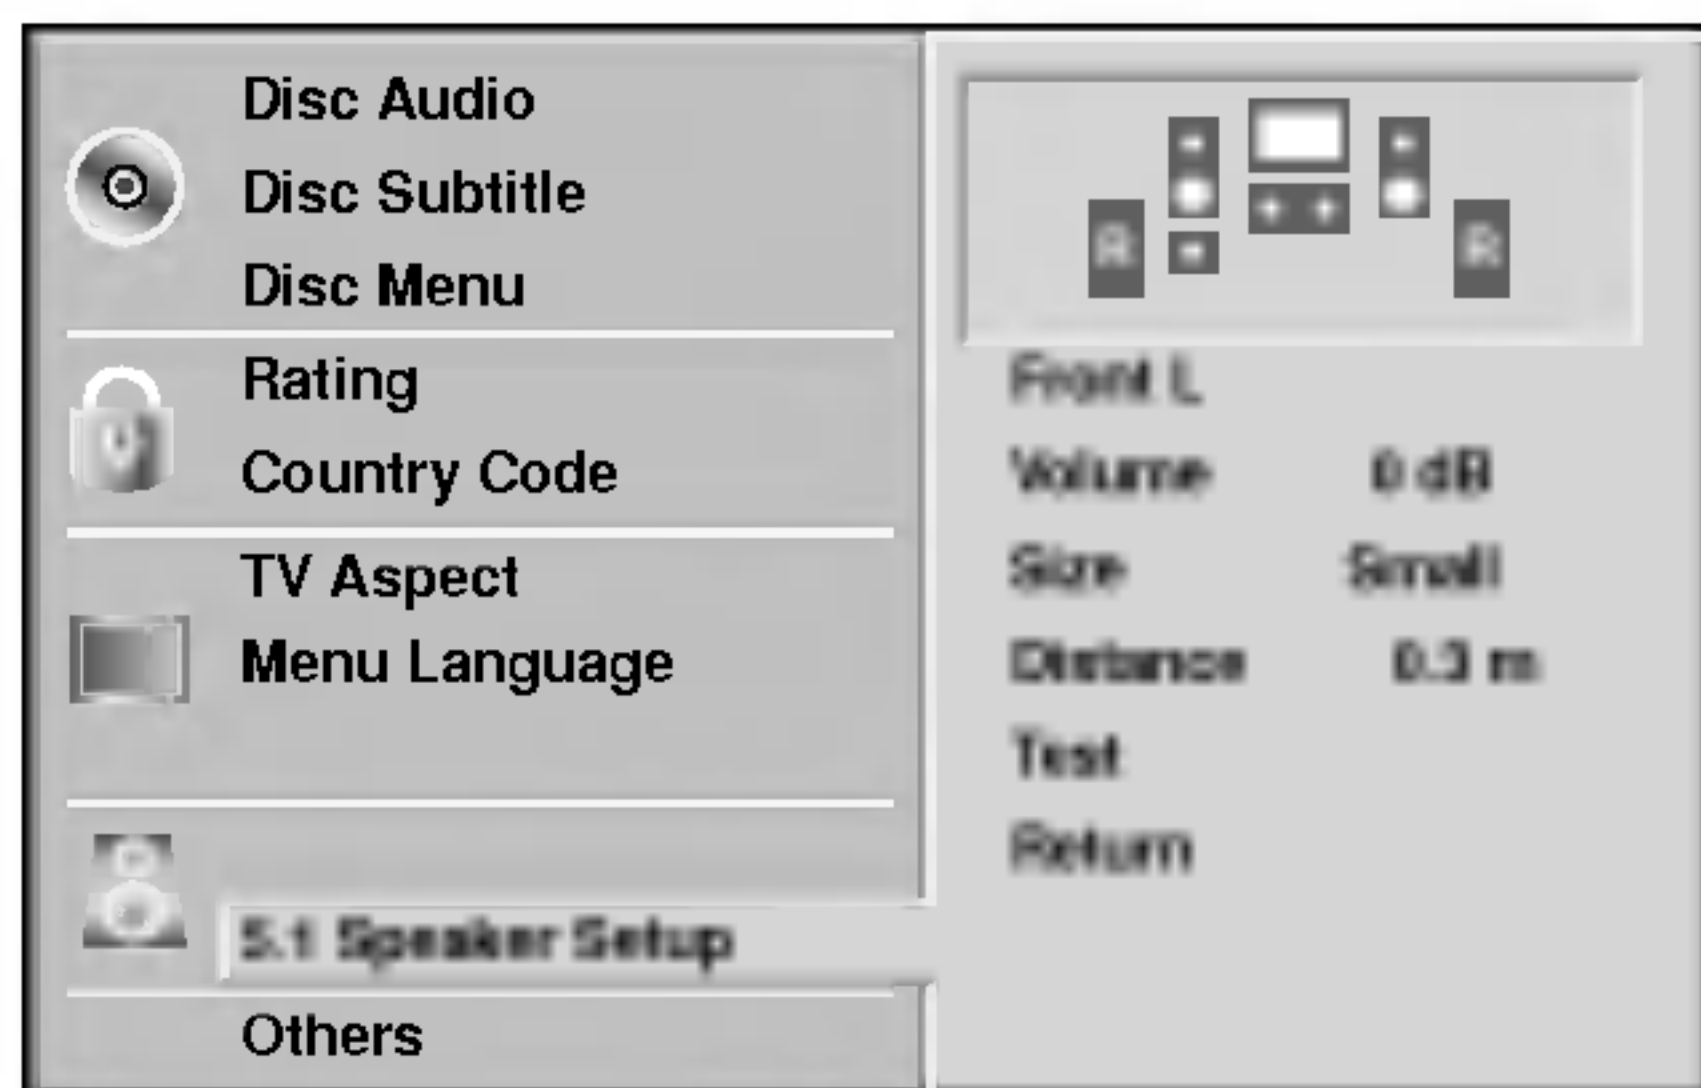 Disc Audio
Disc Subtitle
Disc Menu
Rating
Country Code
TV Aspect
Menu Language
5.1 Speaker Setup
Others
R R
Front L
Volume 0 dB
Size Small
Distance 0.3 m
Test
Return